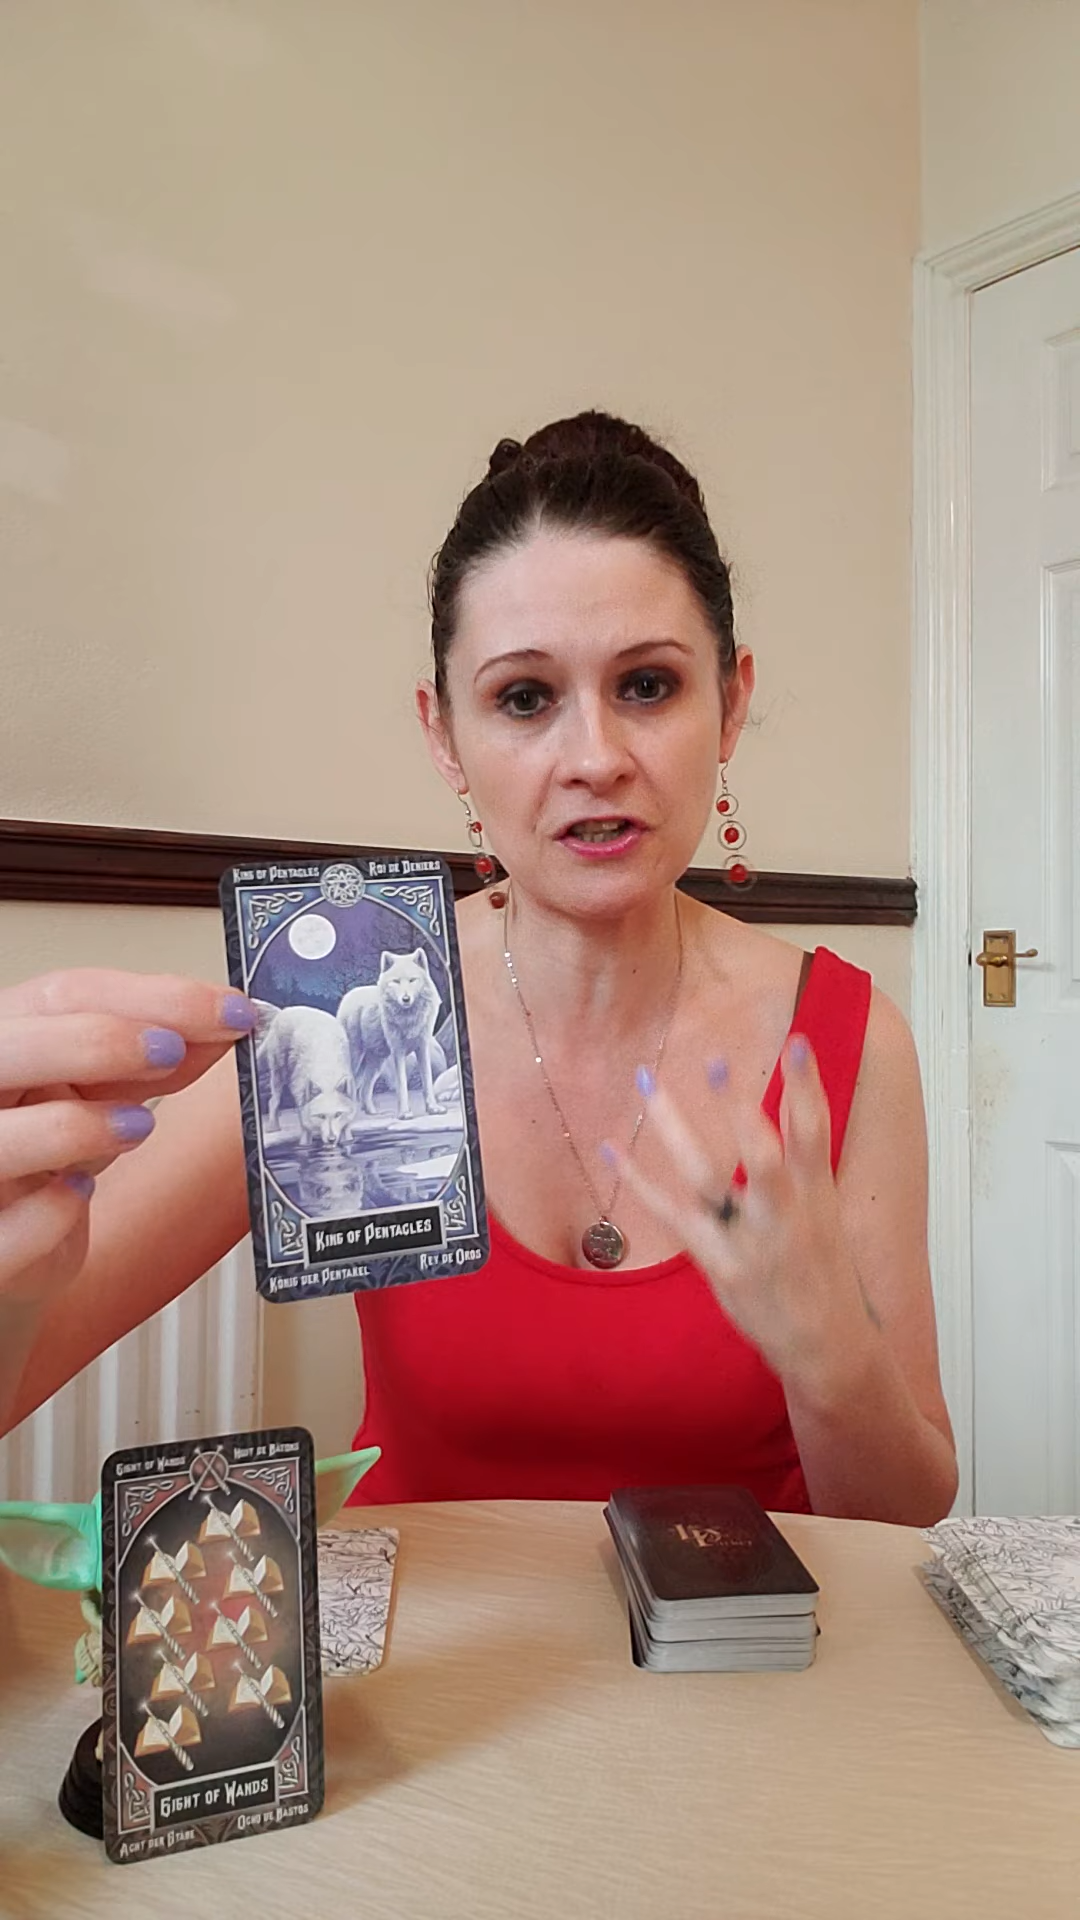 King of Pentacles Roi de Deniers
King of Pentacles
König der Pentakel Rey de Oros
Eight of Wands Huit de Bâtons
Eight of Wands
Acht der Stäbe Ocho de Bastos